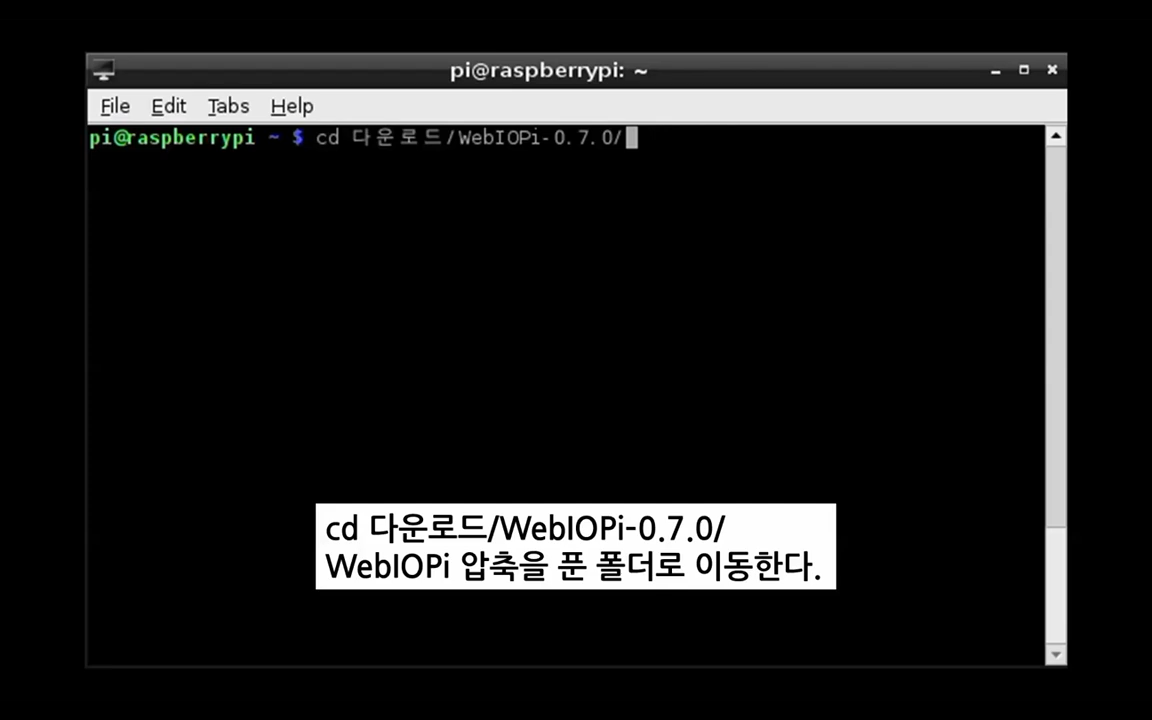 pi@raspberrypi: ~
File Edit Tabs Help
pi@raspberrypi ~ $ cd 다운로드/WebIOPi-0.7.0/
cd 다운로드/WebIOPi-0.7.0/
WebIOPi 압축을 푼 폴더로 이동한다.